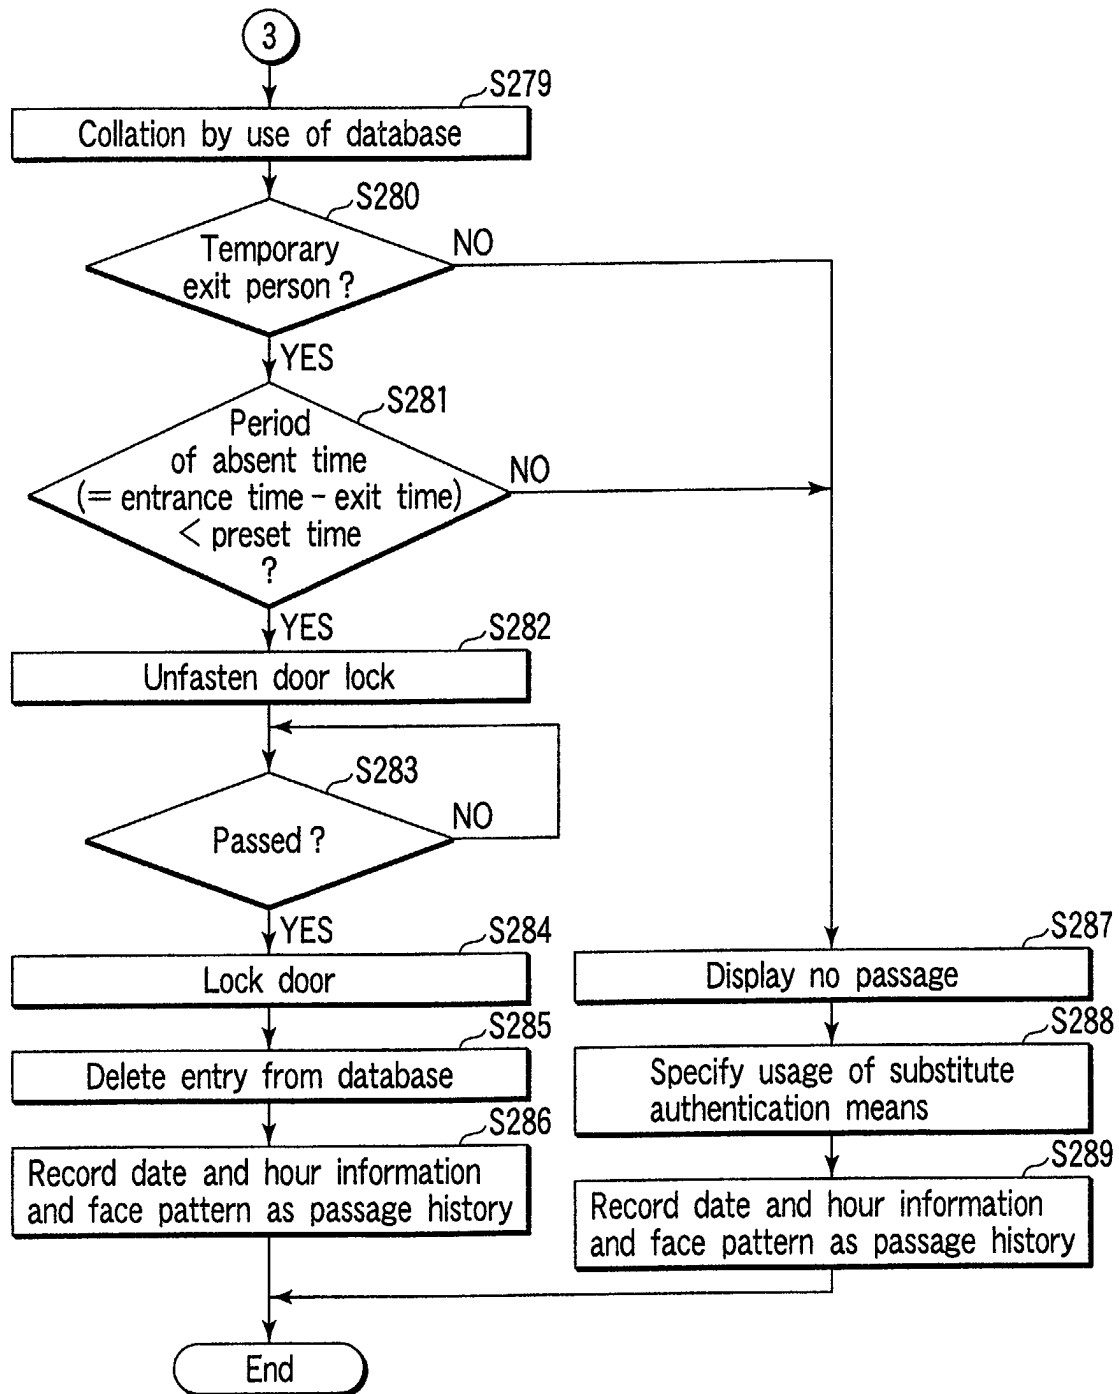 3
S279
Collation by use of database
S280
Temporary
exit person ?
NO
YES
S281
Period
of absent time
(= entrance time - exit time)
< preset time
?
NO
YES
S282
Unfasten door lock
S283
Passed ?
NO
YES
S284
Lock door
S285
Delete entry from database
S286
Record date and hour information
and face pattern as passage history
S287
Display no passage
S288
Specify usage of substitute
authentication means
S289
Record date and hour information
and face pattern as passage history
End